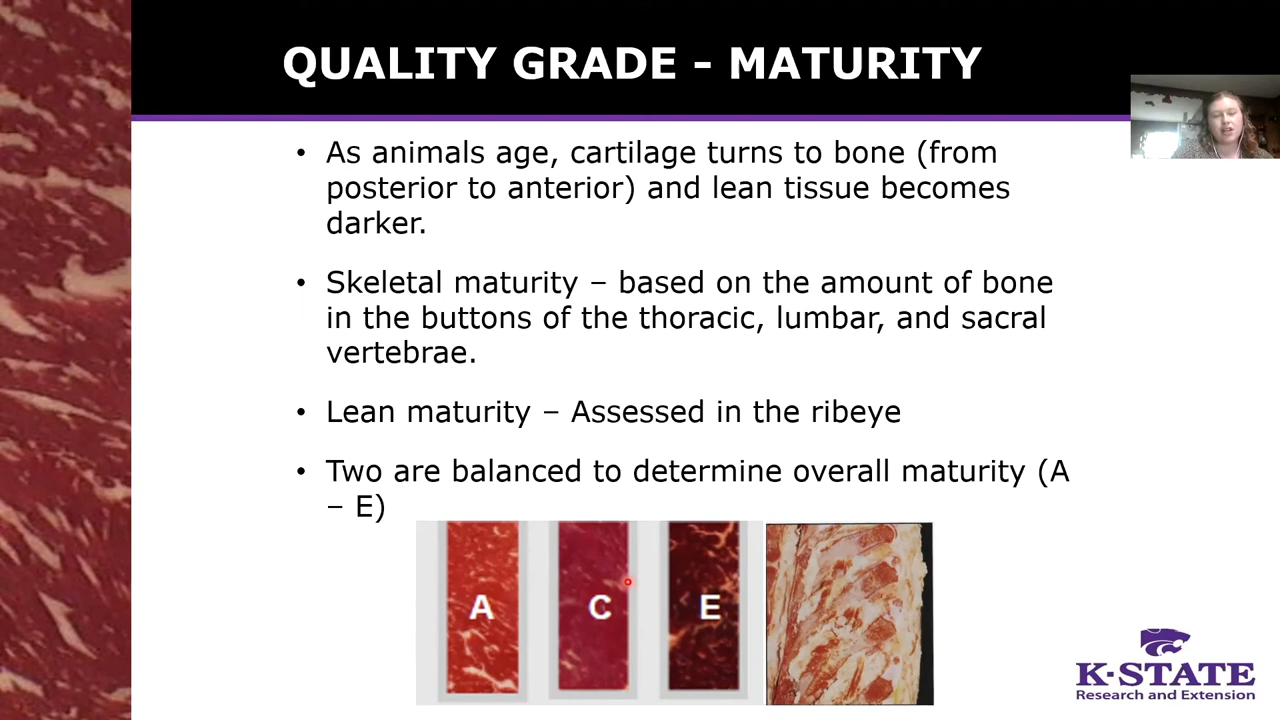 QUALITY GRADE - MATURITY
• As animals age, cartilage turns to bone (from
posterior to anterior) and lean tissue becomes
darker.
• Skeletal maturity – based on the amount of bone
in the buttons of the thoracic, lumbar, and sacral
vertebrae.
• Lean maturity – Assessed in the ribeye
• Two are balanced to determine overall maturity (A
– E)
A
C
E
K-STATE
Research and Extension